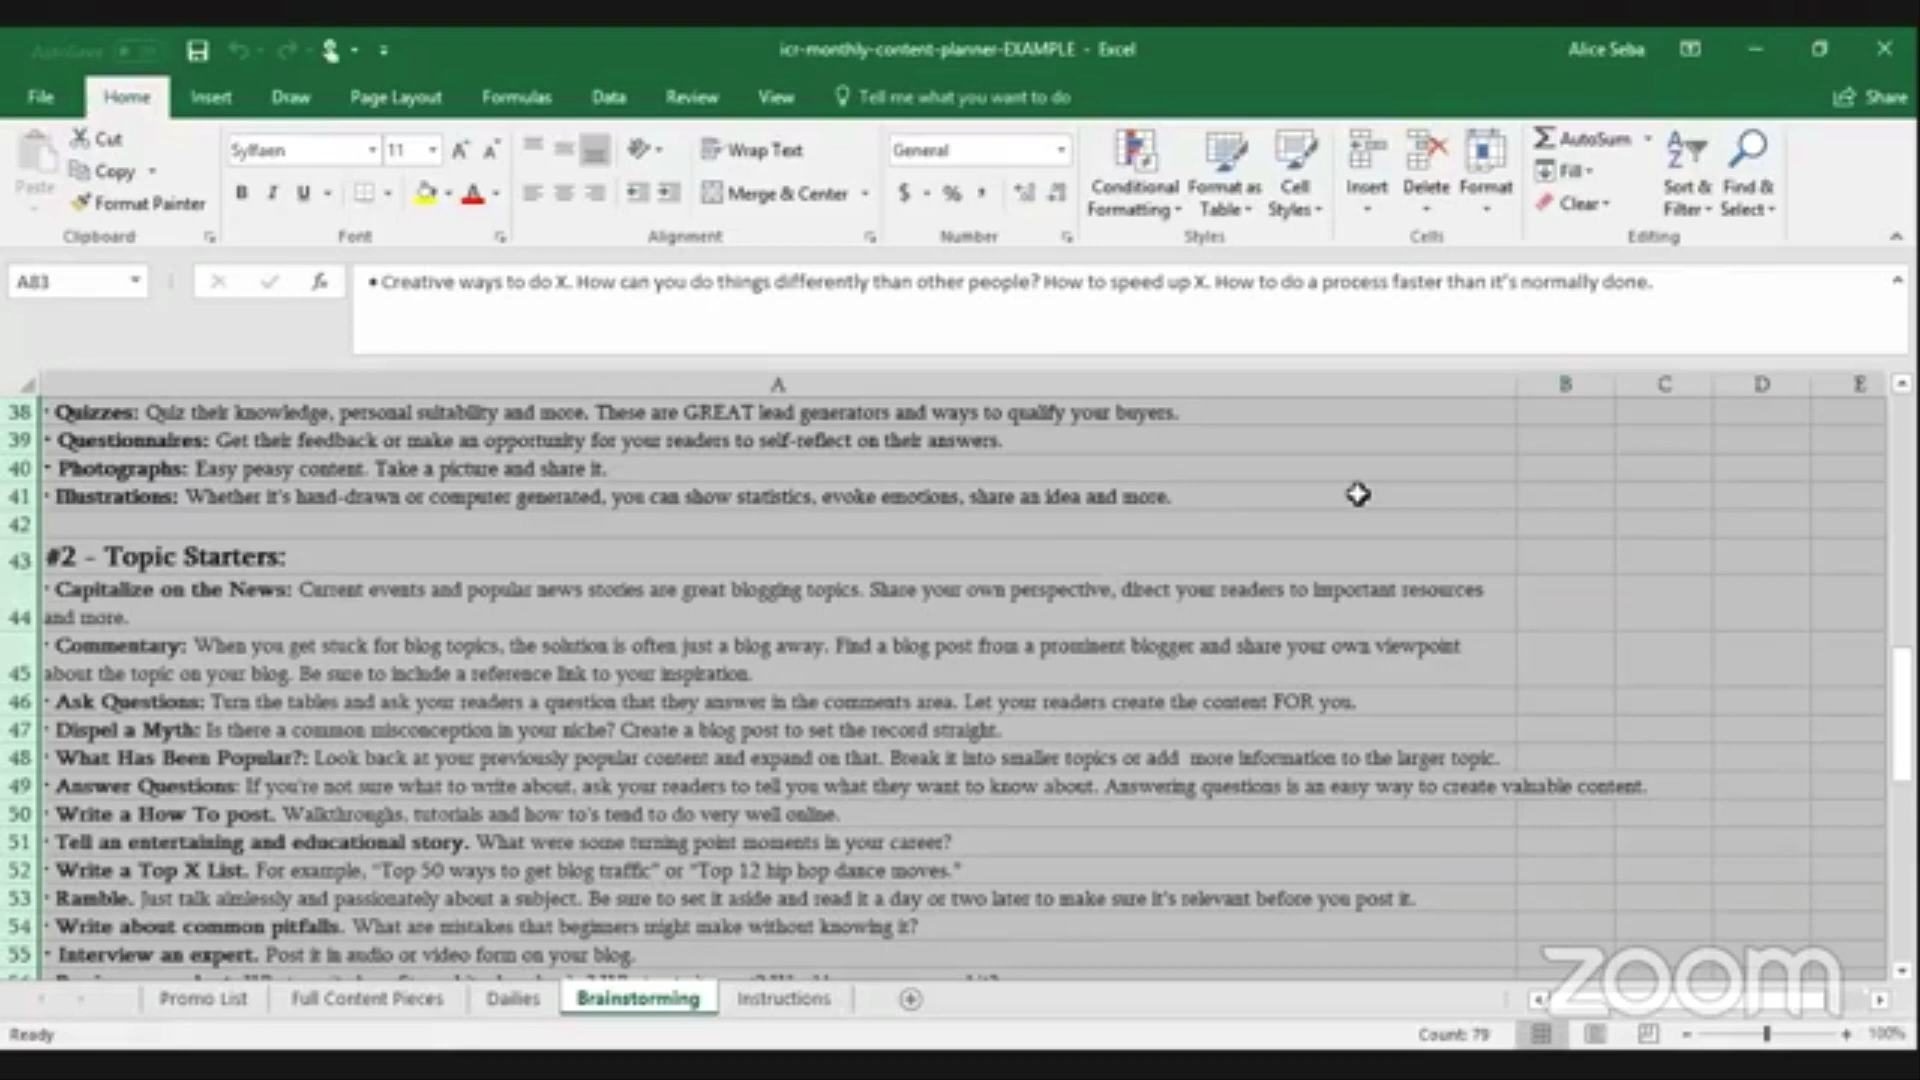 AutoSave
icr-monthly-content-planner-EXAMPLE - Excel
Alice Seba
File Home Insert Draw Page Layout Formulas Data Review View Tell me what you want to do Share
Paste
Cut
Copy
Format Painter
Clipboard
Sylfaen 11
B I U
Font
Wrap Text
Merge & Center
Alignment
General
$ % ,
Number
Conditional Formatting
Format as Table
Cell Styles
Styles
Insert Delete Format
Cells
AutoSum
Fill
Clear
Sort & Filter
Find & Select
Editing
A83 fx • Creative ways to do X. How can you do things differently than other people? How to speed up X. How to do a process faster than it's normally done.
A B C D E
38 · Quizzes: Quiz their knowledge, personal suitability and more. These are GREAT lead generators and ways to qualify your buyers.
39 · Questionnaires: Get their feedback or make an opportunity for your readers to self-reflect on their answers.
40 · Photographs: Easy peasy content. Take a picture and share it.
41 · Illustrations: Whether it's hand-drawn or computer generated, you can show statistics, evoke emotions, share an idea and more.
42
43 #2 - Topic Starters:
· Capitalize on the News: Current events and popular news stories are great blogging topics. Share your own perspective, direct your readers to important resources
44 and more.
· Commentary: When you get stuck for blog topics, the solution is often just a blog away. Find a blog post from a prominent blogger and share your own viewpoint
45 about the topic on your blog. Be sure to include a reference link to your inspiration.
46 · Ask Questions: Turn the tables and ask your readers a question that they answer in the comments area. Let your readers create the content FOR you.
47 · Dispel a Myth: Is there a common misconception in your niche? Create a blog post to set the record straight.
48 · What Has Been Popular?: Look back at your previously popular content and expand on that. Break it into smaller topics or add more information to the larger topic.
49 · Answer Questions: If you're not sure what to write about, ask your readers to tell you what they want to know about. Answering questions is an easy way to create valuable content.
50 · Write a How To post. Walkthroughs, tutorials and how to's tend to do very well online.
51 · Tell an entertaining and educational story. What were some turning point moments in your career?
52 · Write a Top X List. For example, "Top 50 ways to get blog traffic" or "Top 12 hip hop dance moves."
53 · Ramble. Just talk aimlessly and passionately about a subject. Be sure to set it aside and read it a day or two later to make sure it's relevant before you post it.
54 · Write about common pitfalls. What are mistakes that beginners might make without knowing it?
55 · Interview an expert. Post it in audio or video form on your blog.
Promo List Full Content Pieces Dailies Brainstorming Instructions
zoom
Ready Count: 79 100%